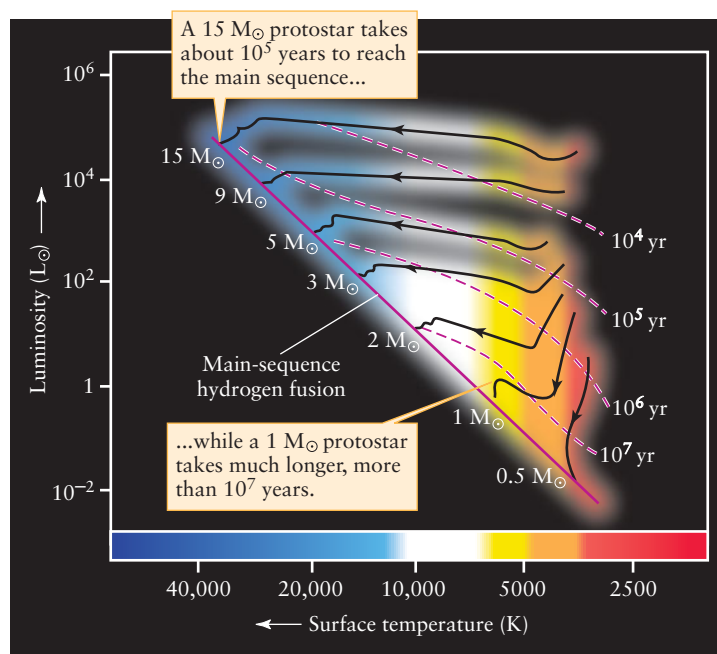 A 15 M☉ protostar takes
about 10⁵ years to reach
the main sequence...
10⁶
10⁴
10²
1
10⁻²
Luminosity (L☉) →
15 M☉
9 M☉
5 M☉
3 M☉
2 M☉
1 M☉
0.5 M☉
10⁴ yr
10⁵ yr
10⁶ yr
10⁷ yr
Main-sequence
hydrogen fusion
...while a 1 M☉ protostar
takes much longer, more
than 10⁷ years.
40,000 20,000 10,000 5000 2500
← Surface temperature (K)